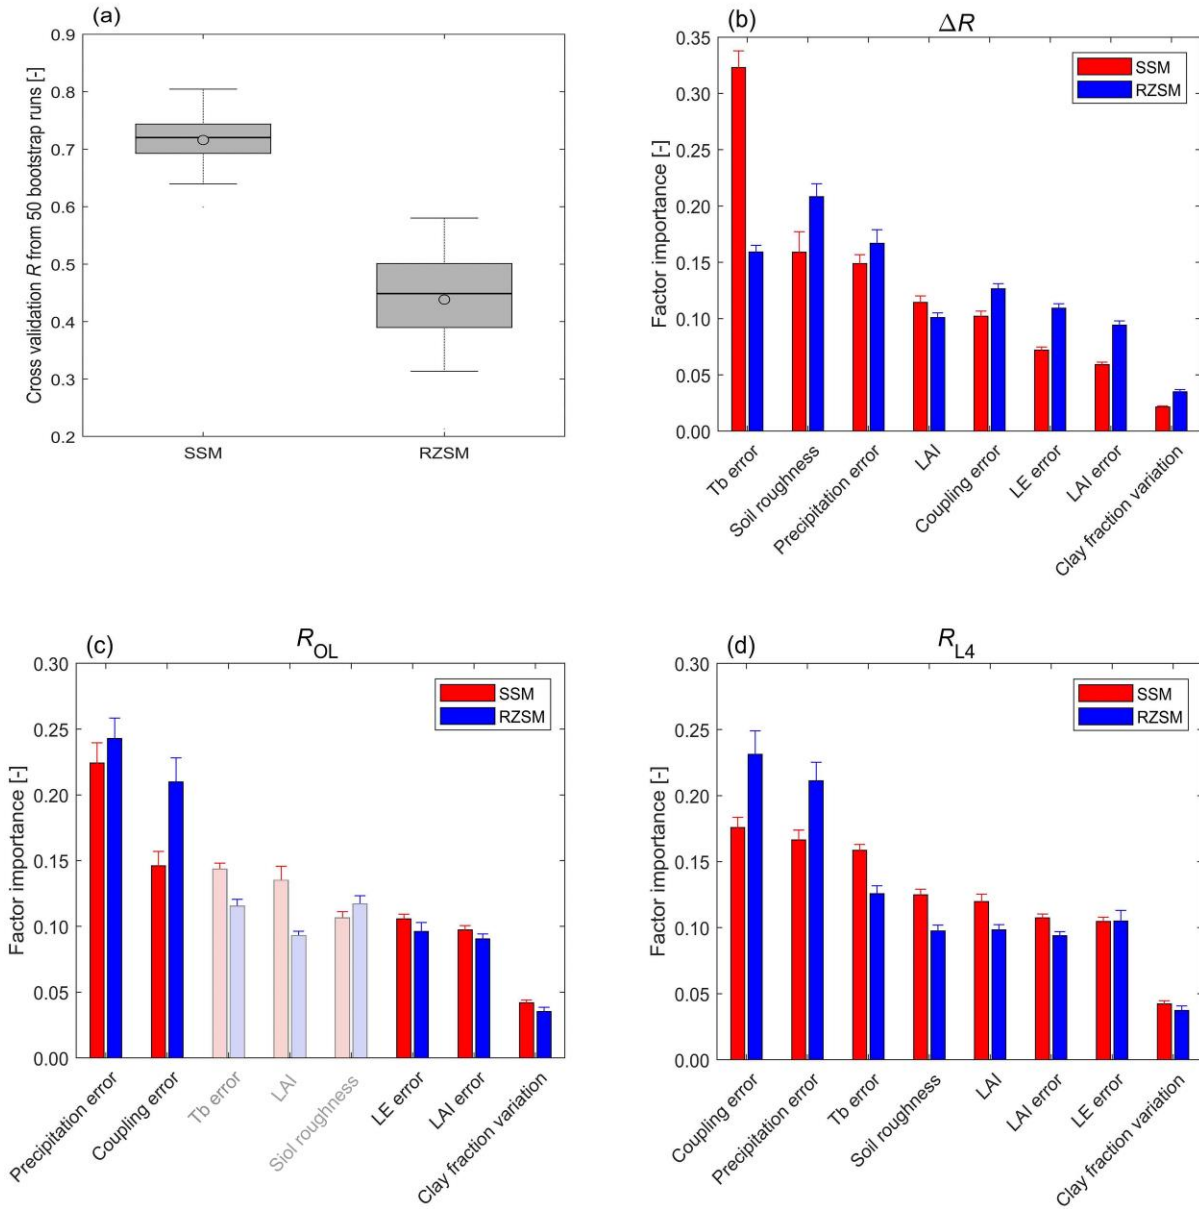 (a)
Cross validation R from 50 bootstrap runs [-]
0.9
0.8
0.7
0.6
0.5
0.4
0.3
0.2
SSM
RZSM
(b)
ΔR
Factor importance [-]
0.35
0.30
0.25
0.20
0.15
0.10
0.05
0.00
SSM
RZSM
Tb error
Soil roughness
Precipitation error
LAI
Coupling error
LE error
LAI error
Clay fraction variation
(c)
R_OL
Factor importance [-]
0.30
0.25
0.20
0.15
0.10
0.05
0.00
SSM
RZSM
Precipitation error
Coupling error
Tb error
LAI
Siol roughness
LE error
LAI error
Clay fraction variation
(d)
R_L4
Factor importance [-]
0.30
0.25
0.20
0.15
0.10
0.05
0.00
SSM
RZSM
Coupling error
Precipitation error
Tb error
Soil roughness
LAI
LAI error
LE error
Clay fraction variation